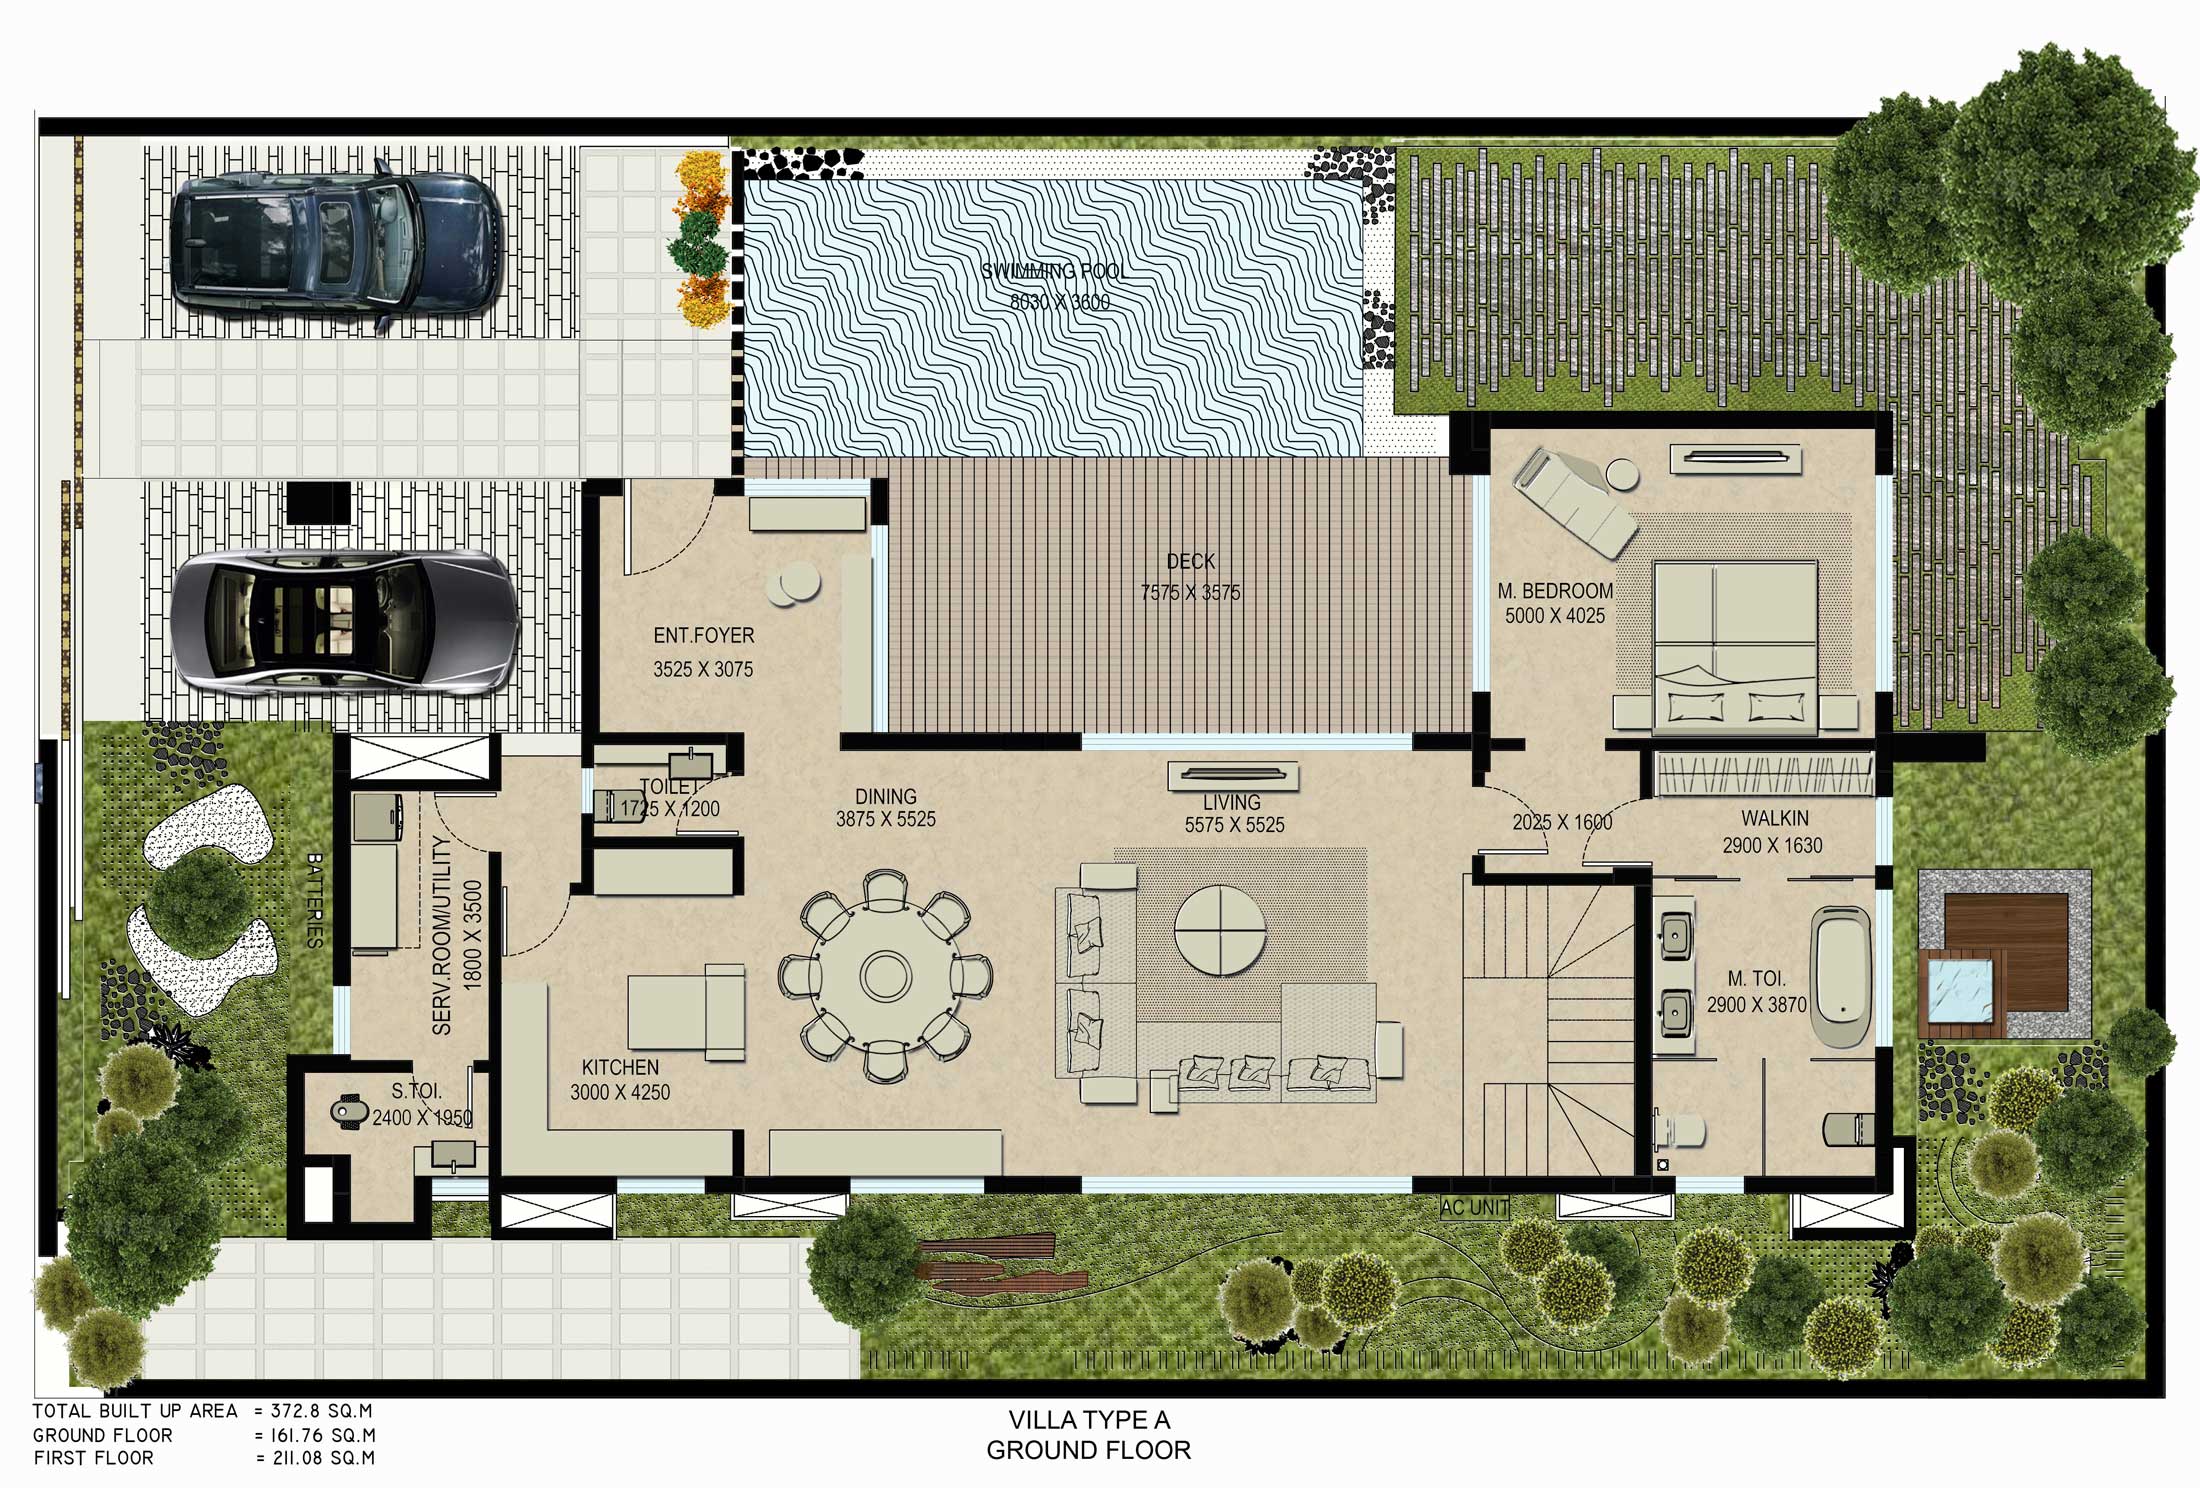 SWIMMING POOL
8030 X 3600
DECK
7575 X 3575
M. BEDROOM
5000 X 4025
ENT.FOYER
3525 X 3075
TOILET
1725 X 1200
DINING
3875 X 5525
LIVING
5575 X 5525
2025 X 1600
WALKIN
2900 X 1630
BATTERIES
SERV.ROOM/UTILITY
1800 X 3500
M. TOI.
2900 X 3870
KITCHEN
3000 X 4250
S.TOI.
2400 X 1950
AC UNIT
TOTAL BUILT UP AREA = 372.8 SQ.M
GROUND FLOOR = 161.76 SQ.M
FIRST FLOOR = 211.08 SQ.M
VILLA TYPE A
GROUND FLOOR